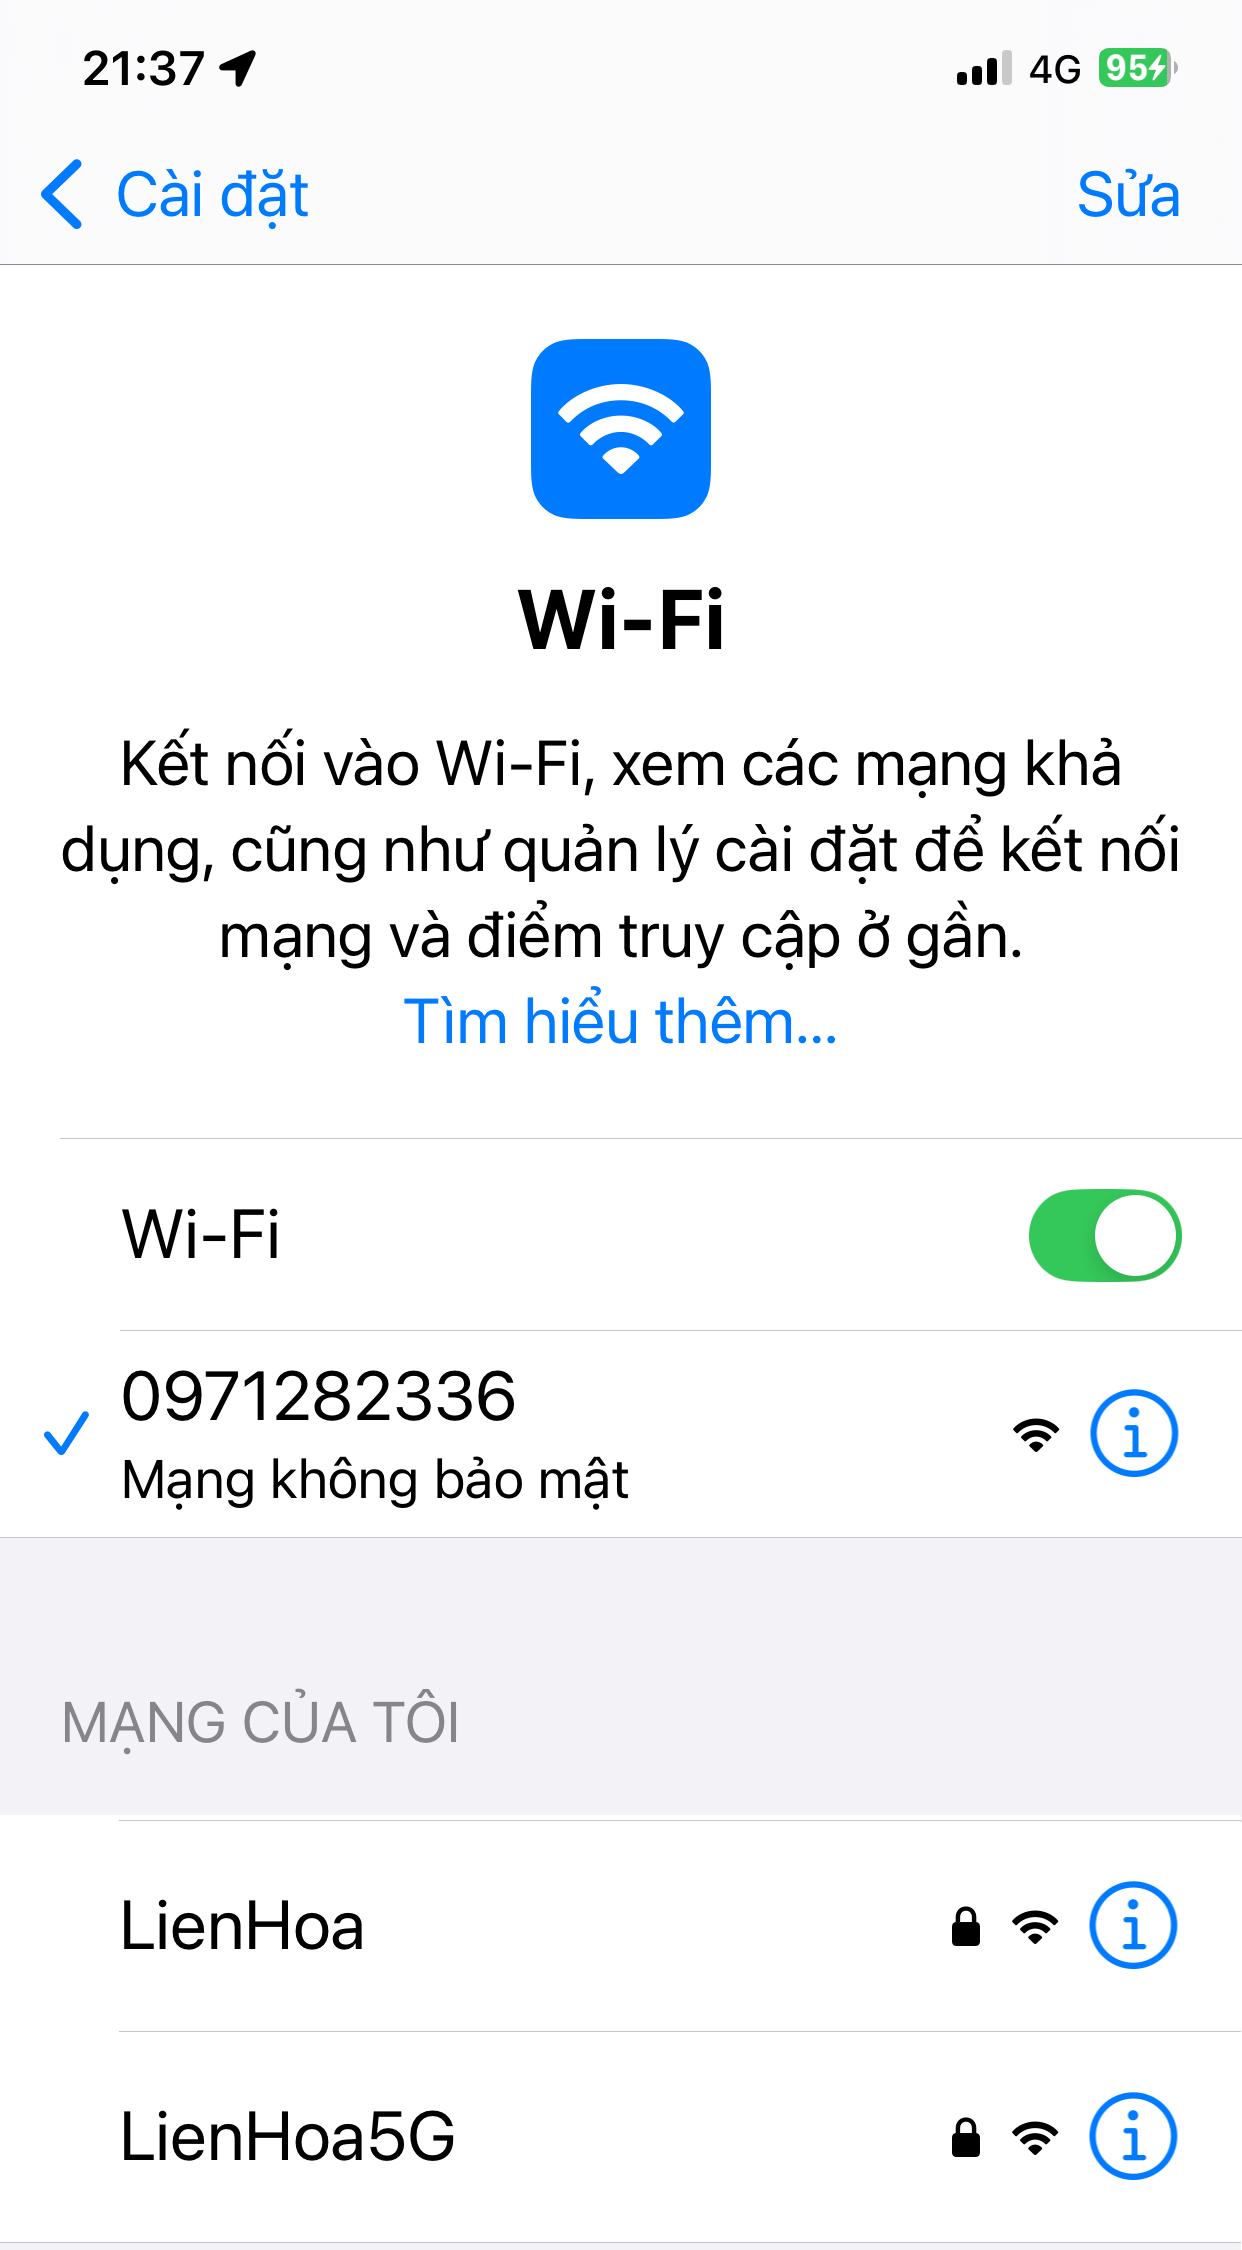 21:37
4G
95
Cài đặt
Sửa
Wi-Fi
Kết nối vào Wi-Fi, xem các mạng khả
dụng, cũng như quản lý cài đặt để kết nối
mạng và điểm truy cập ở gần.
Tìm hiểu thêm...
Wi-Fi
0971282336
Mạng không bảo mật
MẠNG CỦA TÔI
LienHoa
LienHoa5G